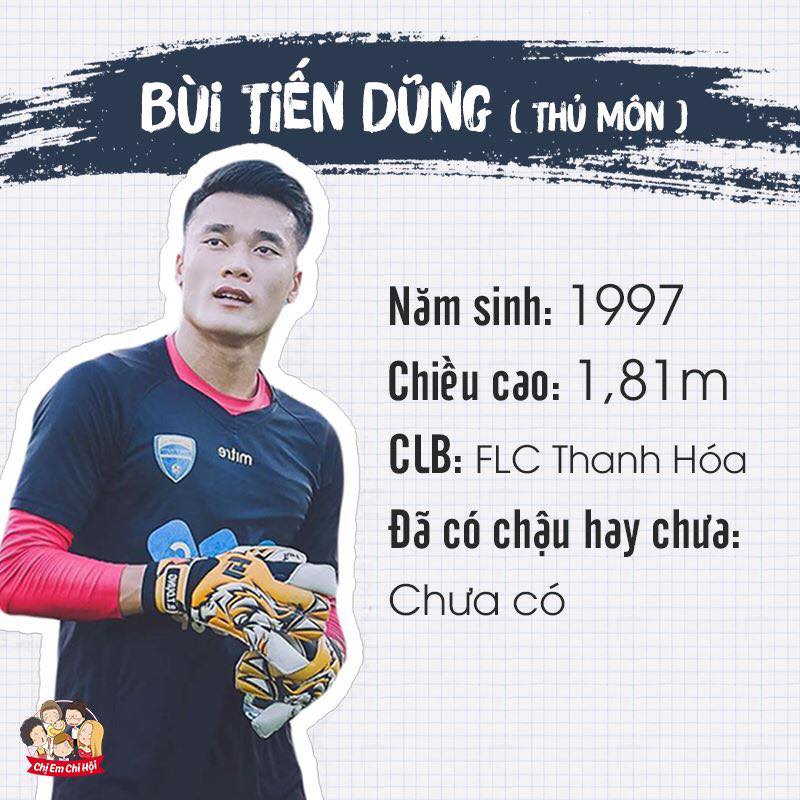 BÙI TIẾN DŨNG ( THỦ MÔN )
Năm sinh: 1997
Chiều cao: 1,81m
CLB: FLC Thanh Hóa
Đã có chậu hay chưa:
Chưa có
mitre
Chị Em Chi Hội